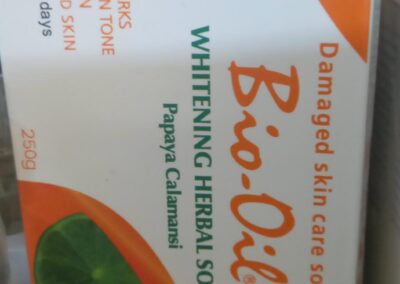 Damaged skin care so
Bio-Oil®
WHITENING HERBAL SO
Papaya Calamansi
RKS
N TONE
D SKIN
days
250g